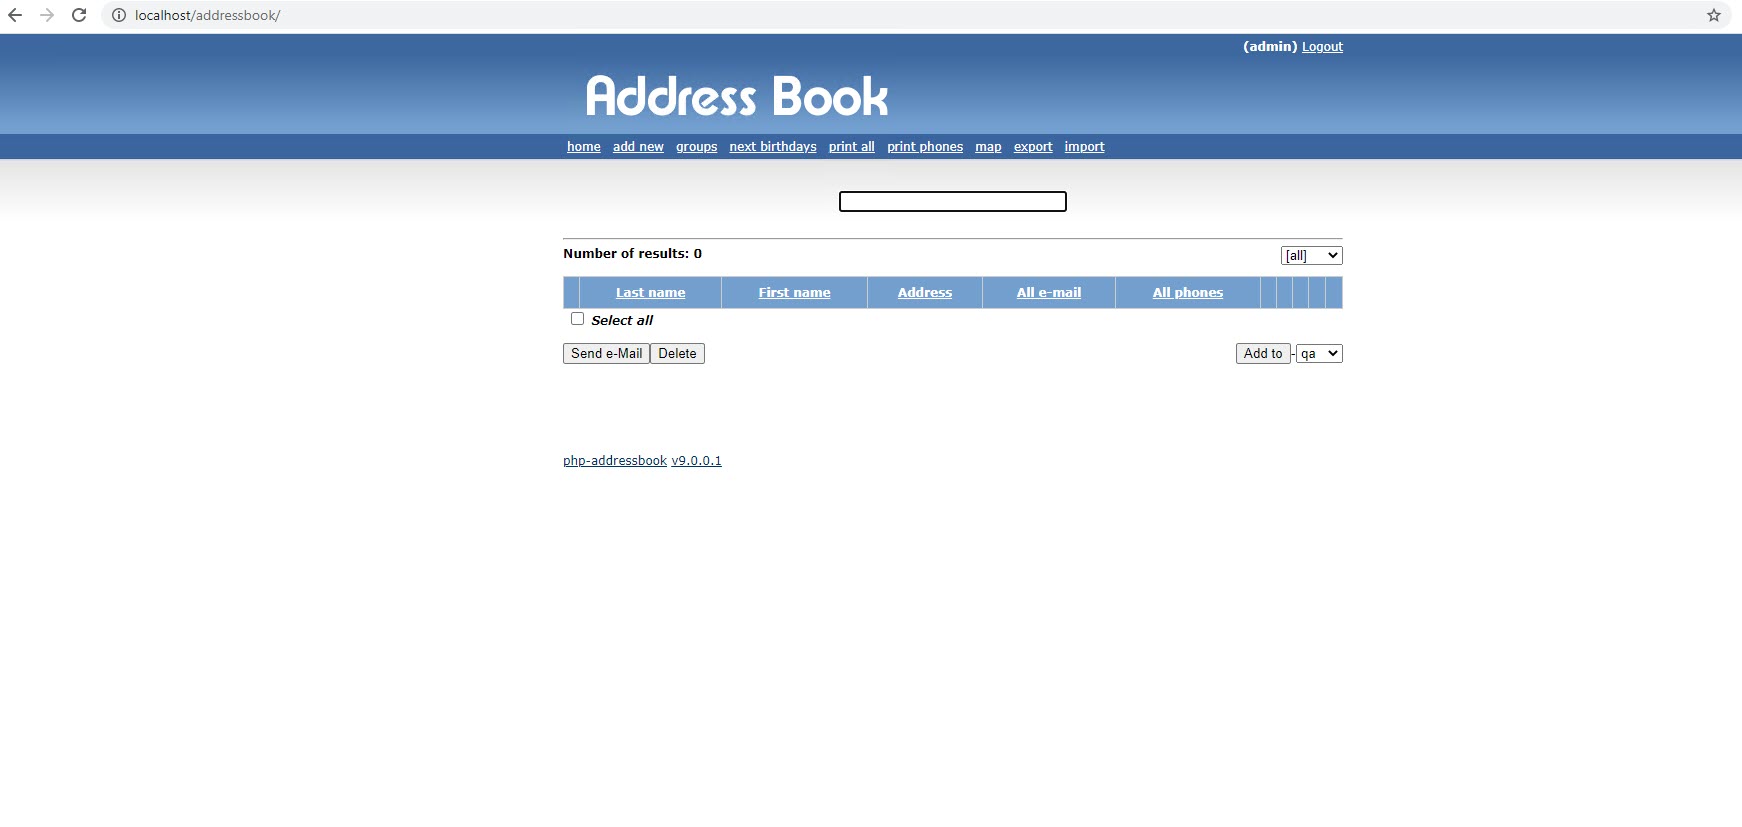 localhost/addressbook/
(admin) Logout
Address Book
home add new groups next birthdays print all print phones map export import
Number of results: 0
[all]
Last name First name Address All e-mail All phones
Select all
Send e-Mail Delete Add to - qa
php-addressbook v9.0.0.1